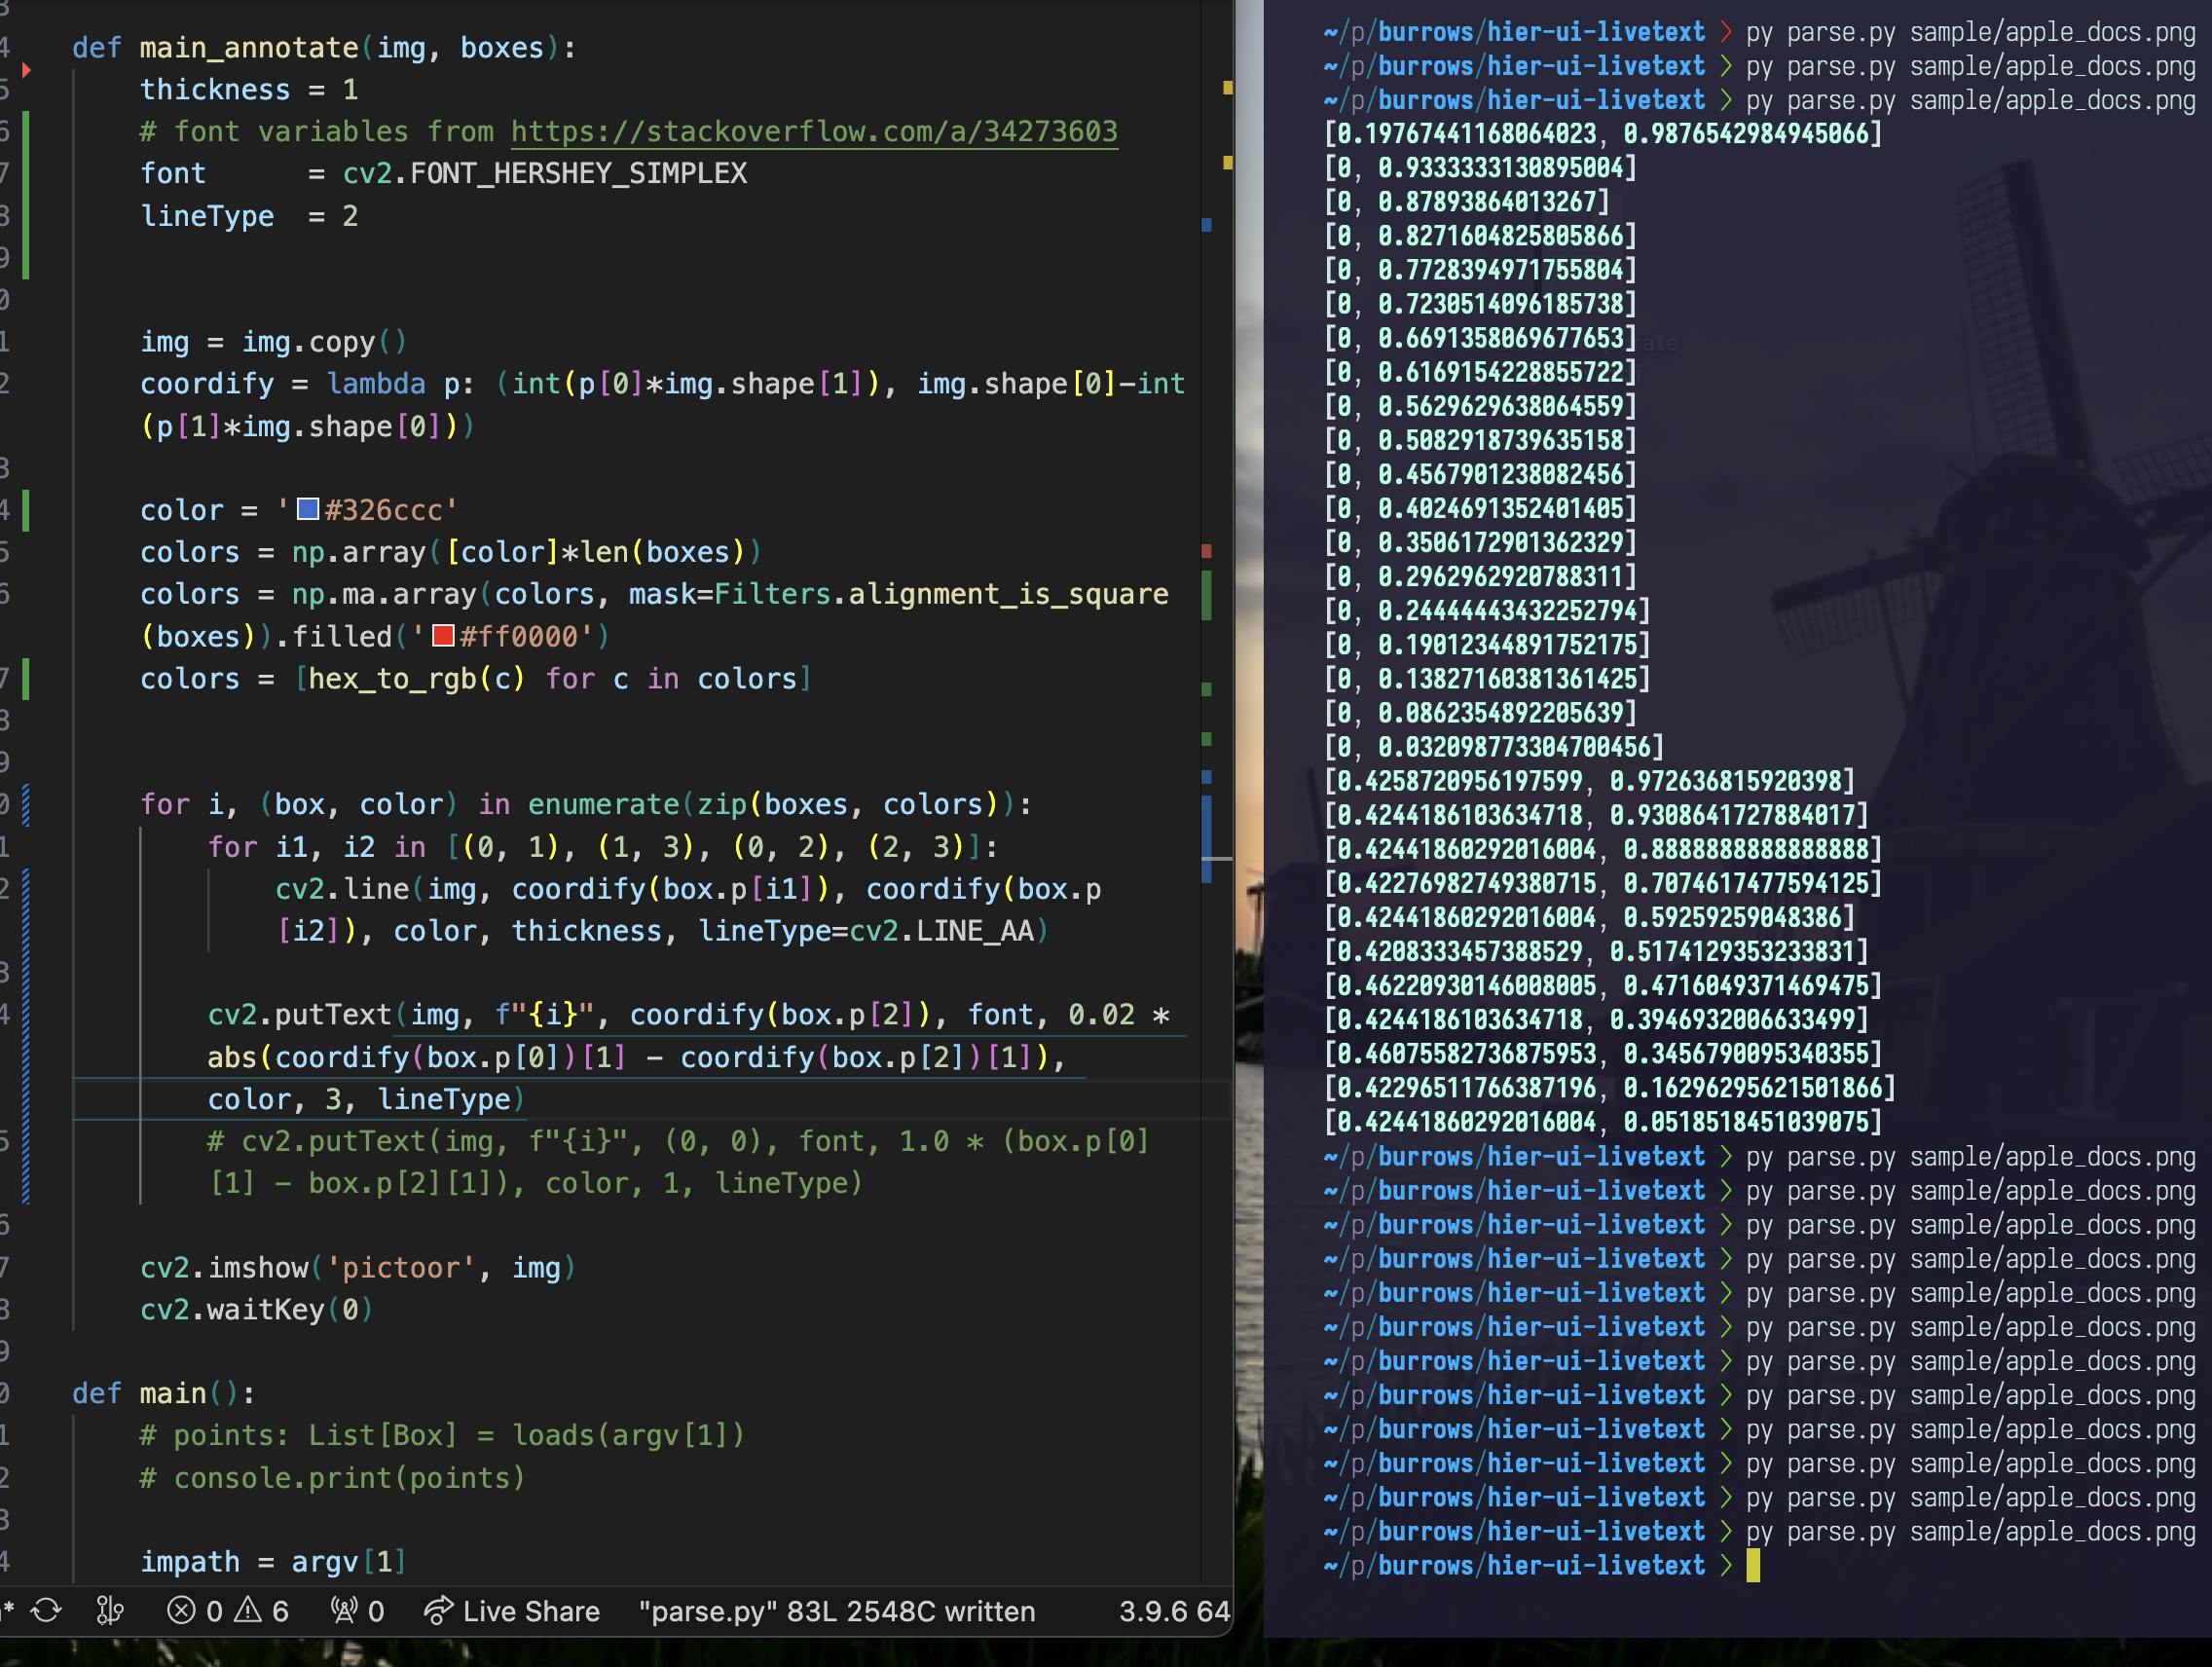 def main_annotate(img, boxes):
thickness = 1
# font variables from https://stackoverflow.com/a/34273603
font      = cv2.FONT_HERSHEY_SIMPLEX
lineType  = 2
img = img.copy()
coordify = lambda p: (int(p[0]*img.shape[1]), img.shape[0]-int
(p[1]*img.shape[0]))
color = '#326ccc'
colors = np.array([color]*len(boxes))
colors = np.ma.array(colors, mask=Filters.alignment_is_square
(boxes)).filled('#ff0000')
colors = [hex_to_rgb(c) for c in colors]
for i, (box, color) in enumerate(zip(boxes, colors)):
for i1, i2 in [(0, 1), (1, 3), (0, 2), (2, 3)]:
cv2.line(img, coordify(box.p[i1]), coordify(box.p
[i2]), color, thickness, lineType=cv2.LINE_AA)
cv2.putText(img, f"{i}", coordify(box.p[2]), font, 0.02 *
abs(coordify(box.p[0])[1] - coordify(box.p[2])[1]),
color, 3, lineType)
# cv2.putText(img, f"{i}", (0, 0), font, 1.0 * (box.p[0]
[1] - box.p[2][1]), color, 1, lineType)
cv2.imshow('pictoor', img)
cv2.waitKey(0)
def main():
# points: List[Box] = loads(argv[1])
# console.print(points)
impath = argv[1]
* 0 6 0 Live Share "parse.py" 83L 2548C written 3.9.6 64
~/p/burrows/hier-ui-livetext > py parse.py sample/apple_docs.png
~/p/burrows/hier-ui-livetext > py parse.py sample/apple_docs.png
~/p/burrows/hier-ui-livetext > py parse.py sample/apple_docs.png
[0.19767441168064023, 0.9876542984945066]
[0, 0.9333333130895004]
[0, 0.87893864013267]
[0, 0.8271604825805866]
[0, 0.7728394971755804]
[0, 0.7230514096185738]
[0, 0.6691358069677653]
[0, 0.6169154228855722]
[0, 0.5629629638064559]
[0, 0.5082918739635158]
[0, 0.4567901238082456]
[0, 0.4024691352401405]
[0, 0.3506172901362329]
[0, 0.2962962920788311]
[0, 0.24444443432252794]
[0, 0.19012344891752175]
[0, 0.13827160381361425]
[0, 0.0862354892205639]
[0, 0.032098773304700456]
[0.4258720956197599, 0.972636815920398]
[0.4244186103634718, 0.9308641727884017]
[0.42441860292016004, 0.8888888888888888]
[0.42276982749380715, 0.7074617477594125]
[0.42441860292016004, 0.59259259048386]
[0.4208333457388529, 0.5174129353233831]
[0.46220930146008005, 0.4716049371469475]
[0.4244186103634718, 0.3946932006633499]
[0.46075582736875953, 0.3456790095340355]
[0.42296511766387196, 0.16296295621501866]
[0.42441860292016004, 0.0518518451039075]
~/p/burrows/hier-ui-livetext > py parse.py sample/apple_docs.png
~/p/burrows/hier-ui-livetext > py parse.py sample/apple_docs.png
~/p/burrows/hier-ui-livetext > py parse.py sample/apple_docs.png
~/p/burrows/hier-ui-livetext > py parse.py sample/apple_docs.png
~/p/burrows/hier-ui-livetext > py parse.py sample/apple_docs.png
~/p/burrows/hier-ui-livetext > py parse.py sample/apple_docs.png
~/p/burrows/hier-ui-livetext > py parse.py sample/apple_docs.png
~/p/burrows/hier-ui-livetext > py parse.py sample/apple_docs.png
~/p/burrows/hier-ui-livetext > py parse.py sample/apple_docs.png
~/p/burrows/hier-ui-livetext > py parse.py sample/apple_docs.png
~/p/burrows/hier-ui-livetext > py parse.py sample/apple_docs.png
~/p/burrows/hier-ui-livetext > py parse.py sample/apple_docs.png
~/p/burrows/hier-ui-livetext >